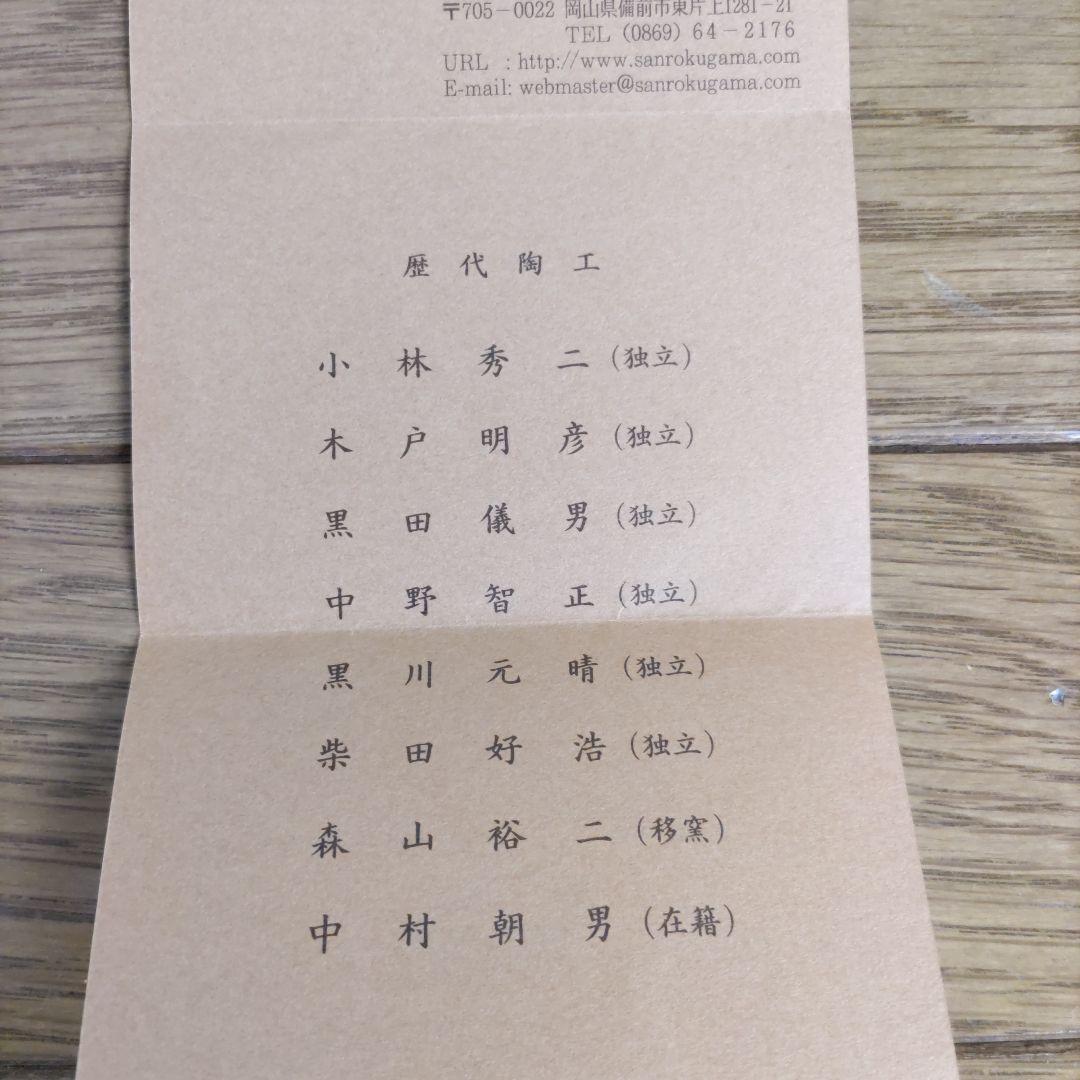 〒705-0022 岡山県備前市東片上1281-21
TEL (0869) 64-2176
URL : http://www.sanrokugama.com
E-mail: webmaster@sanrokugama.com
歴代陶工
小林秀二(独立)
木戸明彦(独立)
黒田儀男(独立)
中野智正(独立)
黒川元晴(独立)
柴田好浩(独立)
森山裕二(移窯)
中村朝男(在籍)